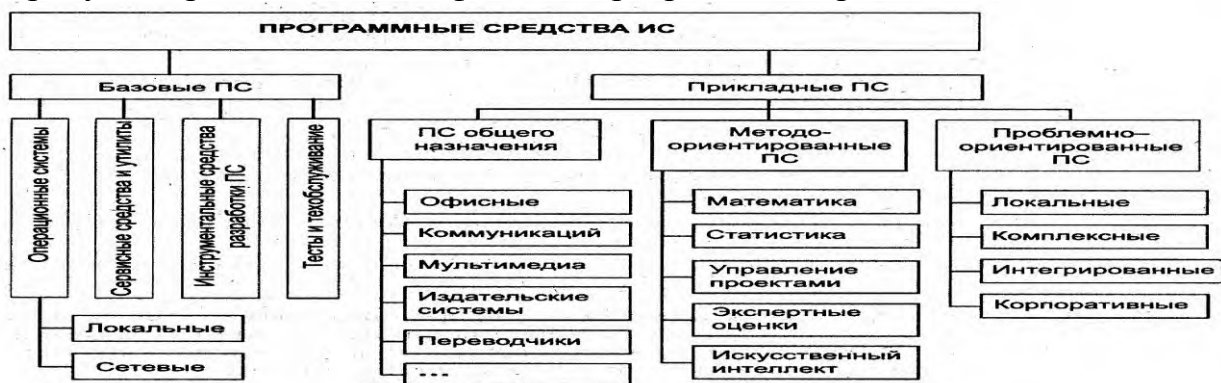 ПРОГРАММНЫЕ СРЕДСТВА ИС
Базовые ПС
Прикладные ПС
Операционные системы
Сервисные средства и утилиты
Инструментальные средства
разработки ПС
Тесты и техобслуживание
Локальные
Сетевые
ПС общего
назначения
Офисные
Коммуникаций
Мультимедиа
Издательские
системы
Переводчики
...
Методо-
ориентированные
ПС
Математика
Статистика
Управление
проектами
Экспертные
оценки
Искусственный
интеллект
Проблемно–
ориентированные
ПС
Локальные
Комплексные
Интегрированные
Корпоративные